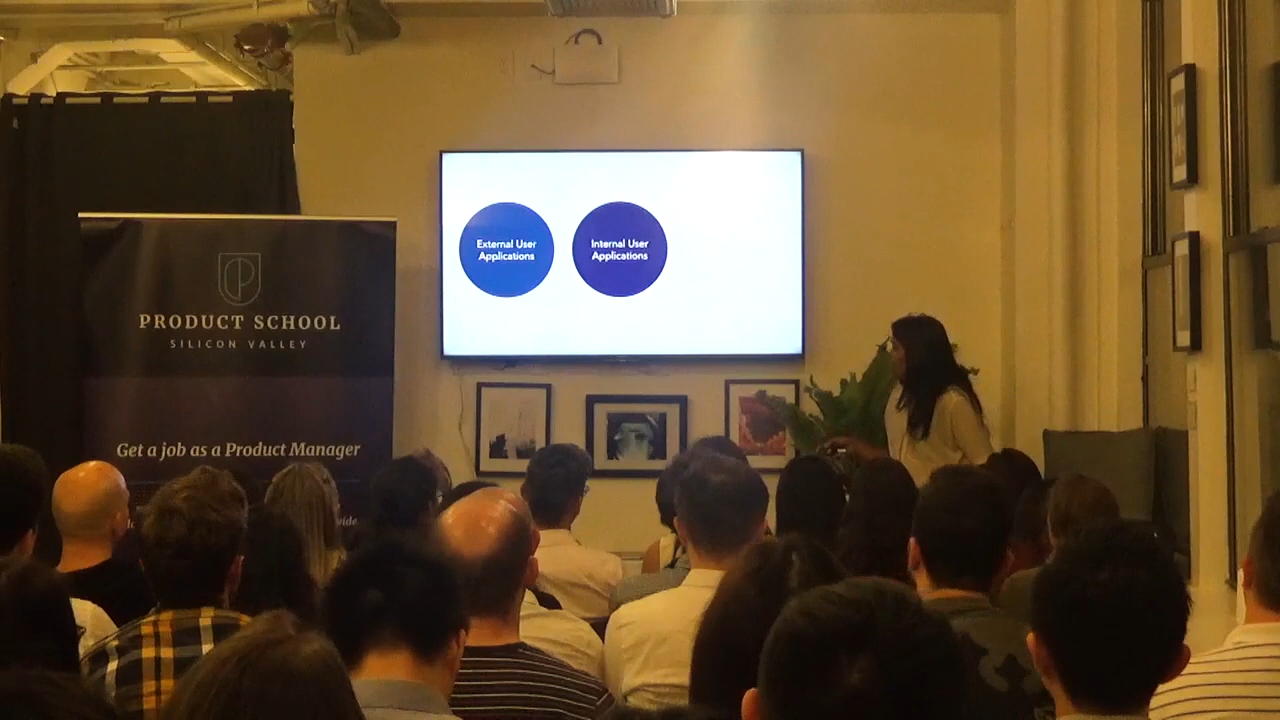 External User
Applications
Internal User
Applications
PRODUCT SCHOOL
SILICON VALLEY
Get a job as a Product Manager